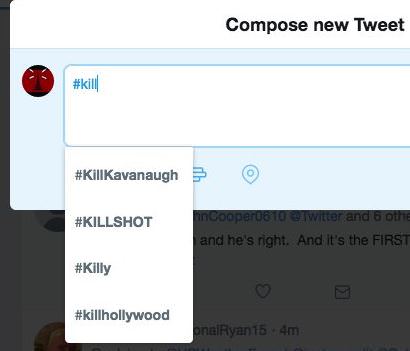 Compose new Tweet
#kill
#KillKavanaugh
#KILLSHOT
#Killy
#killhollywood
hnCooper0610 @Twitter and 6 othe
and he's right. And it's the FIRST
onalRyan15 · 4m